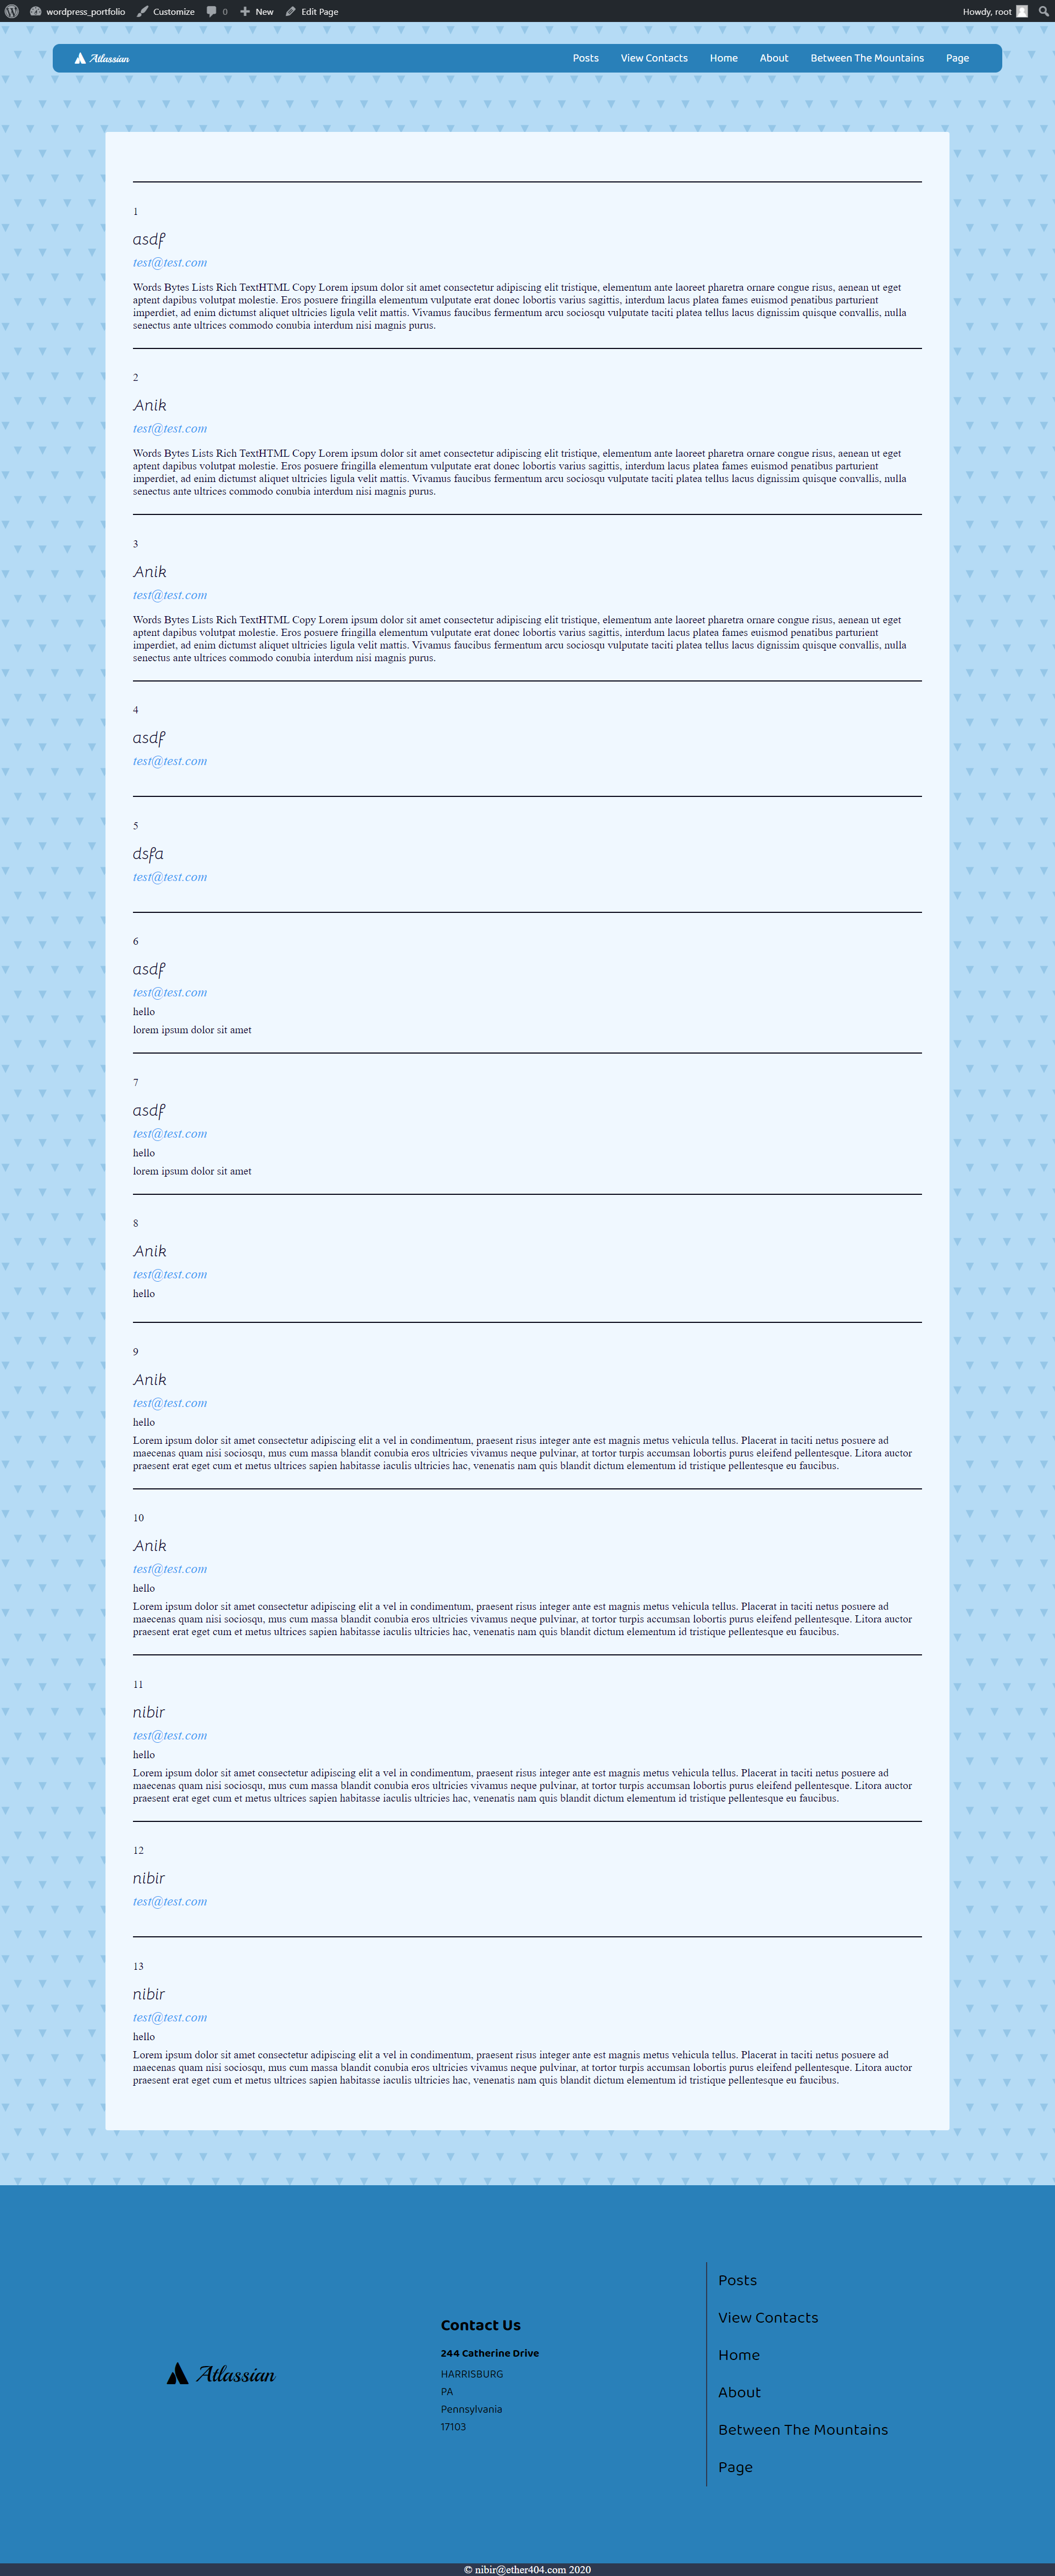 wordpress_portfolio Customize 0 New Edit Page Howdy, root
Atlassian Posts View Contacts Home About Between The Mountains Page
1
asdf
test@test.com
Words Bytes Lists Rich TextHTML Copy Lorem ipsum dolor sit amet consectetur adipiscing elit tristique, elementum ante laoreet pharetra ornare congue risus, aenean ut eget
aptent dapibus volutpat molestie. Eros posuere fringilla elementum vulputate erat donec lobortis varius sagittis, interdum lacus platea fames euismod penatibus parturient
imperdiet, ad enim dictumst aliquet ultricies ligula velit mattis. Vivamus faucibus fermentum arcu sociosqu vulputate taciti platea tellus lacus dignissim quisque convallis, nulla
senectus ante ultrices commodo conubia interdum nisi magnis purus.
2
Anik
test@test.com
Words Bytes Lists Rich TextHTML Copy Lorem ipsum dolor sit amet consectetur adipiscing elit tristique, elementum ante laoreet pharetra ornare congue risus, aenean ut eget
aptent dapibus volutpat molestie. Eros posuere fringilla elementum vulputate erat donec lobortis varius sagittis, interdum lacus platea fames euismod penatibus parturient
imperdiet, ad enim dictumst aliquet ultricies ligula velit mattis. Vivamus faucibus fermentum arcu sociosqu vulputate taciti platea tellus lacus dignissim quisque convallis, nulla
senectus ante ultrices commodo conubia interdum nisi magnis purus.
3
Anik
test@test.com
Words Bytes Lists Rich TextHTML Copy Lorem ipsum dolor sit amet consectetur adipiscing elit tristique, elementum ante laoreet pharetra ornare congue risus, aenean ut eget
aptent dapibus volutpat molestie. Eros posuere fringilla elementum vulputate erat donec lobortis varius sagittis, interdum lacus platea fames euismod penatibus parturient
imperdiet, ad enim dictumst aliquet ultricies ligula velit mattis. Vivamus faucibus fermentum arcu sociosqu vulputate taciti platea tellus lacus dignissim quisque convallis, nulla
senectus ante ultrices commodo conubia interdum nisi magnis purus.
4
asdf
test@test.com
5
dsfa
test@test.com
6
asdf
test@test.com
hello
lorem ipsum dolor sit amet
7
asdf
test@test.com
hello
lorem ipsum dolor sit amet
8
Anik
test@test.com
hello
9
Anik
test@test.com
hello
Lorem ipsum dolor sit amet consectetur adipiscing elit a vel in condimentum, praesent risus integer ante est magnis metus vehicula tellus. Placerat in taciti netus posuere ad
maecenas quam nisi sociosqu, mus cum massa blandit conubia eros ultricies vivamus neque pulvinar, at tortor turpis accumsan lobortis purus eleifend pellentesque. Litora auctor
praesent erat eget cum et metus ultrices sapien habitasse iaculis ultricies hac, venenatis nam quis blandit dictum elementum id tristique pellentesque eu faucibus.
10
Anik
test@test.com
hello
Lorem ipsum dolor sit amet consectetur adipiscing elit a vel in condimentum, praesent risus integer ante est magnis metus vehicula tellus. Placerat in taciti netus posuere ad
maecenas quam nisi sociosqu, mus cum massa blandit conubia eros ultricies vivamus neque pulvinar, at tortor turpis accumsan lobortis purus eleifend pellentesque. Litora auctor
praesent erat eget cum et metus ultrices sapien habitasse iaculis ultricies hac, venenatis nam quis blandit dictum elementum id tristique pellentesque eu faucibus.
11
nibir
test@test.com
hello
Lorem ipsum dolor sit amet consectetur adipiscing elit a vel in condimentum, praesent risus integer ante est magnis metus vehicula tellus. Placerat in taciti netus posuere ad
maecenas quam nisi sociosqu, mus cum massa blandit conubia eros ultricies vivamus neque pulvinar, at tortor turpis accumsan lobortis purus eleifend pellentesque. Litora auctor
praesent erat eget cum et metus ultrices sapien habitasse iaculis ultricies hac, venenatis nam quis blandit dictum elementum id tristique pellentesque eu faucibus.
12
nibir
test@test.com
13
nibir
test@test.com
hello
Lorem ipsum dolor sit amet consectetur adipiscing elit a vel in condimentum, praesent risus integer ante est magnis metus vehicula tellus. Placerat in taciti netus posuere ad
maecenas quam nisi sociosqu, mus cum massa blandit conubia eros ultricies vivamus neque pulvinar, at tortor turpis accumsan lobortis purus eleifend pellentesque. Litora auctor
praesent erat eget cum et metus ultrices sapien habitasse iaculis ultricies hac, venenatis nam quis blandit dictum elementum id tristique pellentesque eu faucibus.
Atlassian
Contact Us
244 Catherine Drive
HARRISBURG
PA
Pennsylvania
17103
Posts
View Contacts
Home
About
Between The Mountains
Page
© nibir@ether404.com 2020